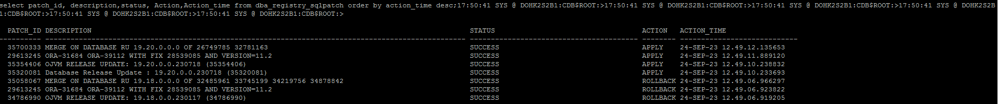 select patch_id, description,status, Action,Action_time from dba_registry_sqlpatch order by action_time desc;17:50:41 SYS @ DOHK2S2B1:CDB$ROOT:>17:50:41 SYS @ DOHK2S2B1:CDB$ROOT:>17:50:41 SYS @ DOHK2S2B1:CDB$ROOT:>17:50:41 SYS @ DOHK2S2B
1:CDB$ROOT:>17:50:41 SYS @ DOHK2S2B1:CDB$ROOT:>17:50:41 SYS @ DOHK2S2B1:CDB$ROOT:>
PATCH_ID DESCRIPTION STATUS ACTION ACTION_TIME
---------- ---------------------------------------------------------------------------------------------------- ---------------------------------------- -------- ----------------------------
35700333 MERGE ON DATABASE RU 19.20.0.0.0 OF 26749785 32781163 SUCCESS APPLY 24-SEP-23 12.49.12.135653
29613245 ORA-31684 ORA-39112 WITH FIX 28539085 AND VERSION=11.2 SUCCESS APPLY 24-SEP-23 12.49.11.889120
35354406 OJVM RELEASE UPDATE: 19.20.0.0.230718 (35354406) SUCCESS APPLY 24-SEP-23 12.49.10.238832
35320081 Database Release Update : 19.20.0.0.230718 (35320081) SUCCESS APPLY 24-SEP-23 12.49.10.233693
35058067 MERGE ON DATABASE RU 19.18.0.0.0 OF 32485961 33745199 34219756 34878842 SUCCESS ROLLBACK 24-SEP-23 12.49.06.966297
29613245 ORA-31684 ORA-39112 WITH FIX 28539085 AND VERSION=11.2 SUCCESS ROLLBACK 24-SEP-23 12.49.06.923822
34786990 OJVM RELEASE UPDATE: 19.18.0.0.230117 (34786990) SUCCESS ROLLBACK 24-SEP-23 12.49.06.919205